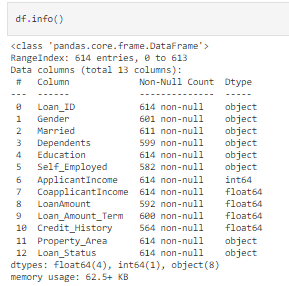 df.info()
<class 'pandas.core.frame.DataFrame'>
RangeIndex: 614 entries, 0 to 613
Data columns (total 13 columns):
 #   Column             Non-Null Count  Dtype
---  ------             --------------  -----
 0   Loan_ID            614 non-null    object
 1   Gender             601 non-null    object
 2   Married            611 non-null    object
 3   Dependents         599 non-null    object
 4   Education          614 non-null    object
 5   Self_Employed      582 non-null    object
 6   ApplicantIncome    614 non-null    int64
 7   CoapplicantIncome  614 non-null    float64
 8   LoanAmount         592 non-null    float64
 9   Loan_Amount_Term   600 non-null    float64
 10  Credit_History     564 non-null    float64
 11  Property_Area      614 non-null    object
 12  Loan_Status        614 non-null    object
dtypes: float64(4), int64(1), object(8)
memory usage: 62.5+ KB